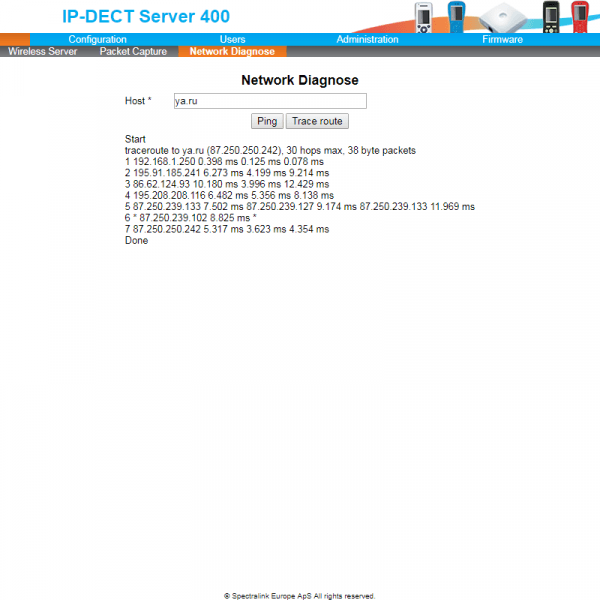 IP-DECT Server 400
Configuration Users Administration Firmware
Wireless Server Packet Capture Network Diagnose
Network Diagnose
Host * ya.ru
Ping Trace route
Start
traceroute to ya.ru (87.250.250.242), 30 hops max, 38 byte packets
1 192.168.1.250 0.398 ms 0.125 ms 0.078 ms
2 195.91.185.241 6.273 ms 4.199 ms 9.214 ms
3 86.62.124.93 10.180 ms 3.996 ms 12.429 ms
4 195.208.208.116 6.482 ms 5.356 ms 8.138 ms
5 87.250.239.133 7.502 ms 87.250.239.127 9.174 ms 87.250.239.133 11.969 ms
6 * 87.250.239.102 8.825 ms *
7 87.250.250.242 5.317 ms 3.623 ms 4.354 ms
Done
© Spectralink Europe ApS All rights reserved.